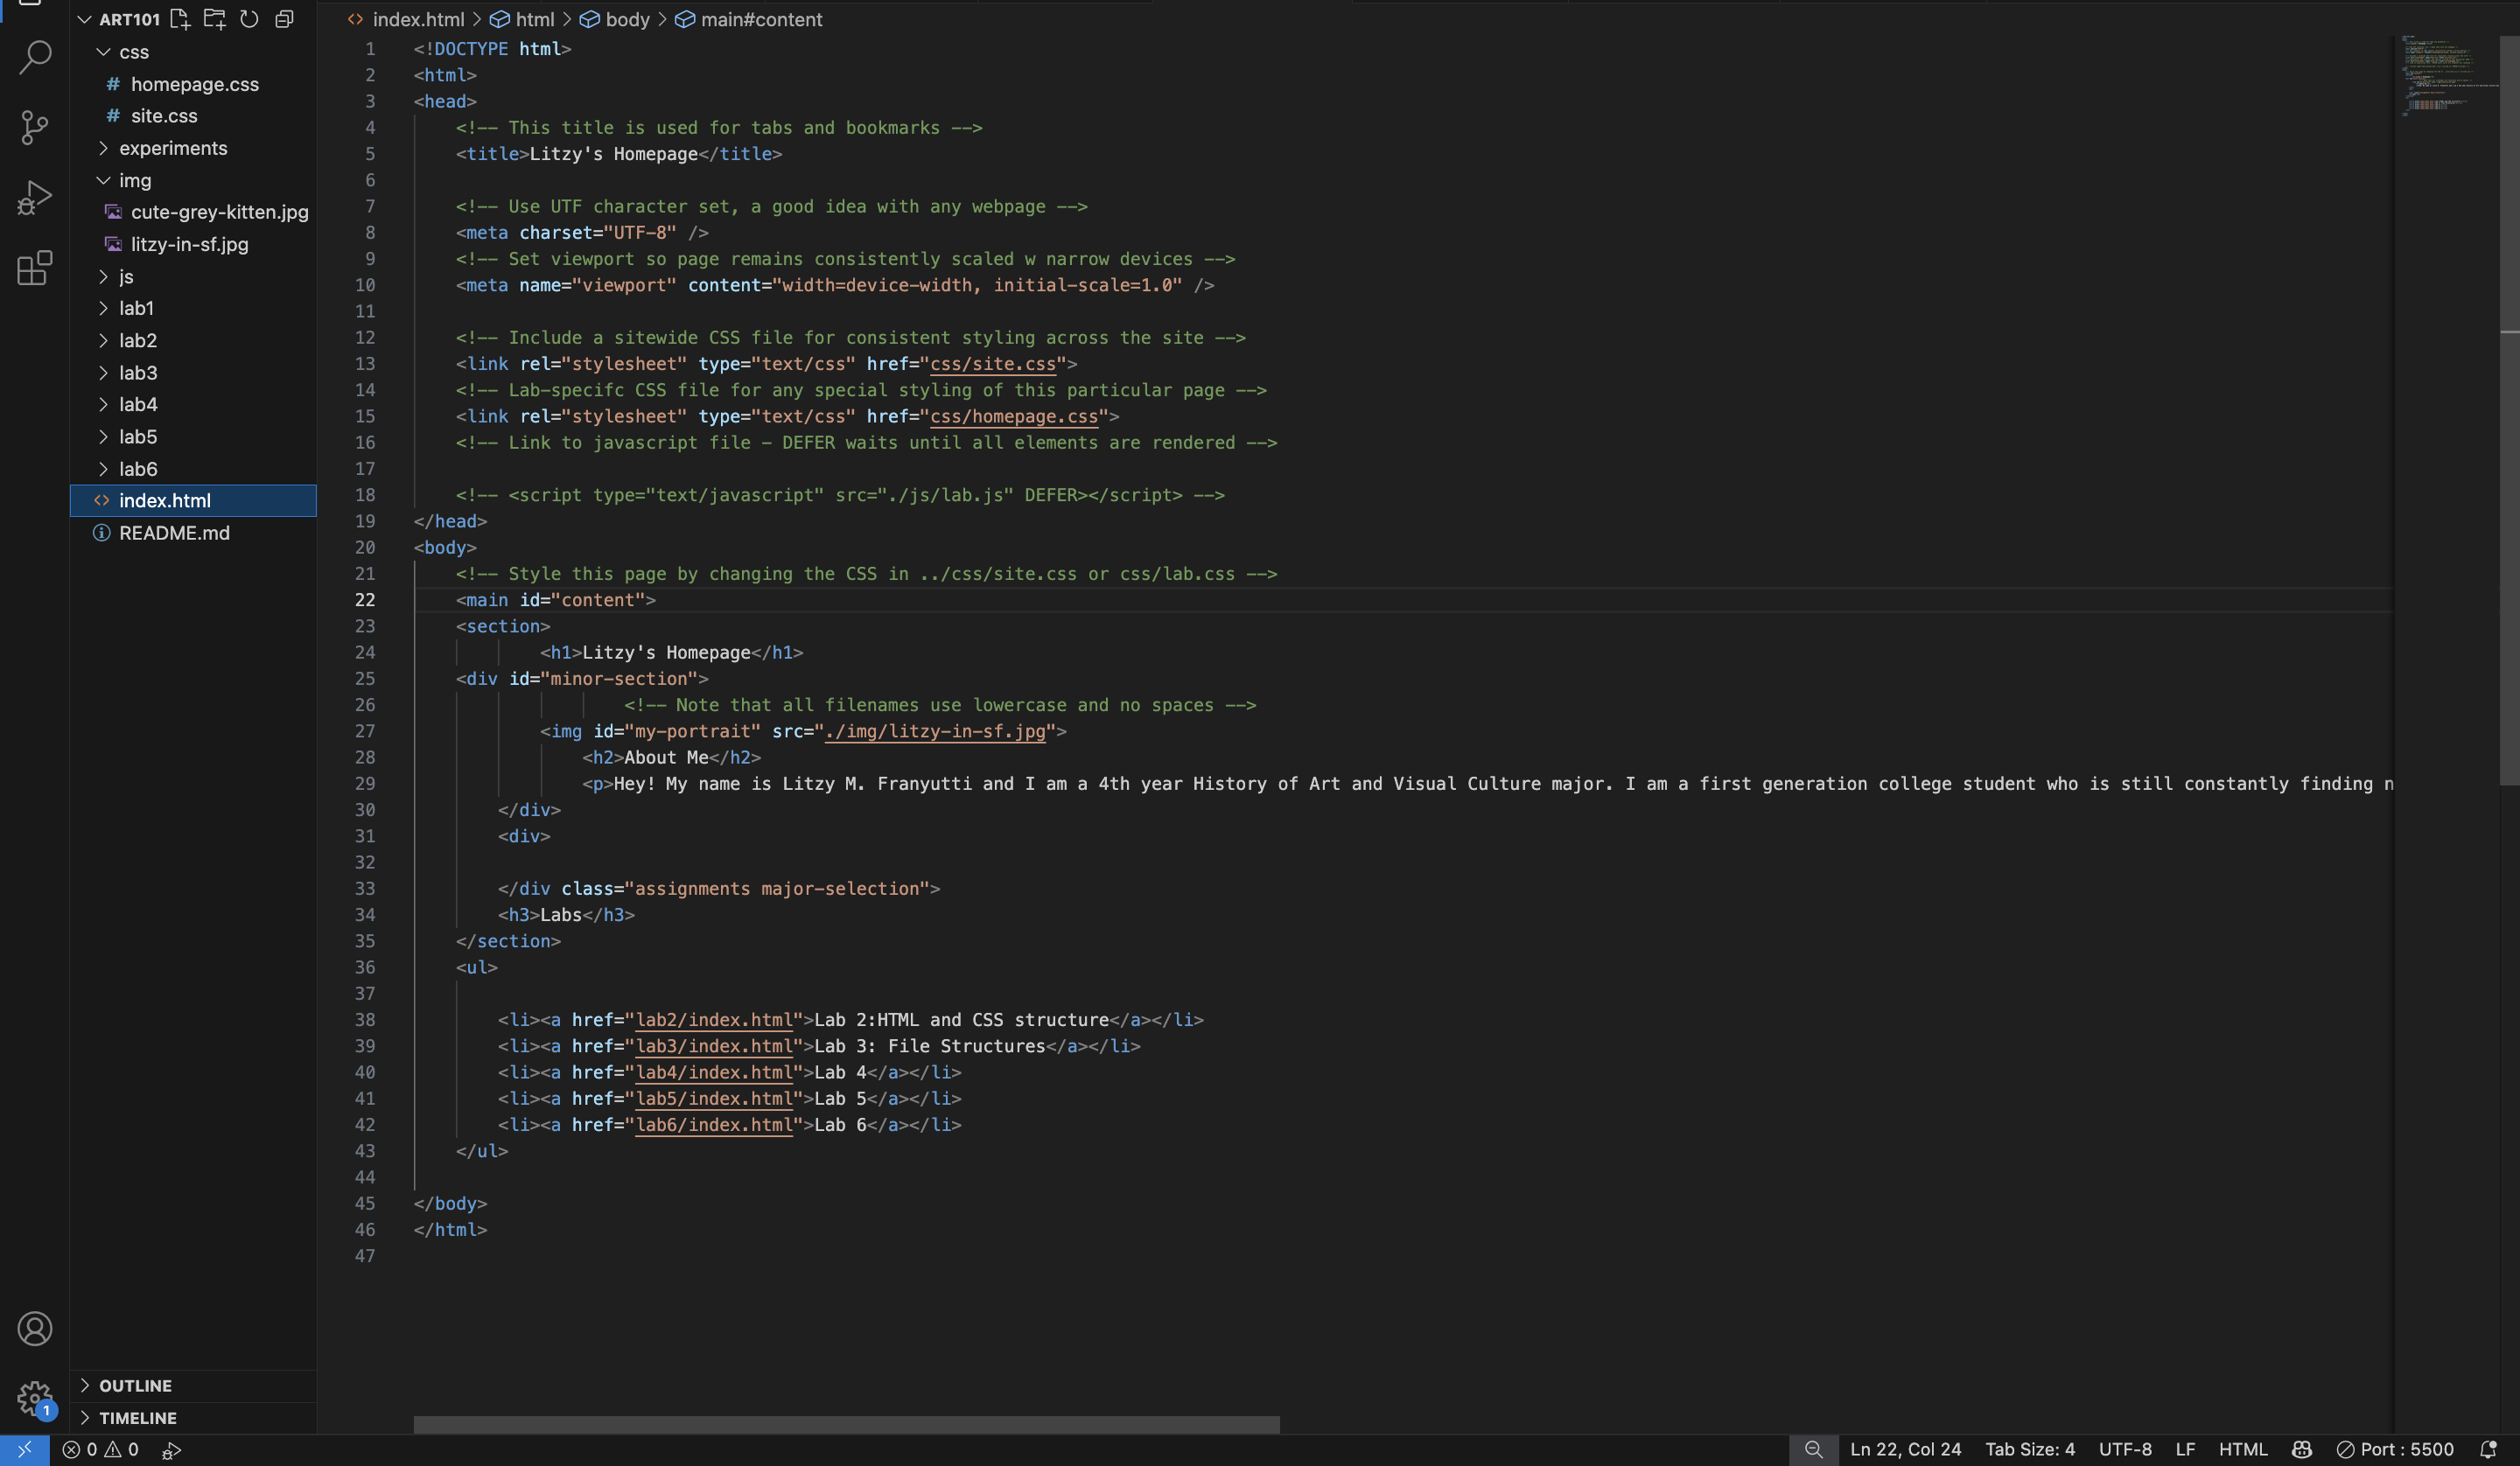 ART101
css
# homepage.css
# site.css
experiments
img
cute-grey-kitten.jpg
litzy-in-sf.jpg
js
lab1
lab2
lab3
lab4
lab5
lab6
<> index.html
README.md
OUTLINE
TIMELINE
1
<> index.html > html > body > main#content
1 <!DOCTYPE html>
2 <html>
3 <head>
4 <!-- This title is used for tabs and bookmarks -->
5 <title>Litzy's Homepage</title>
6
7 <!-- Use UTF character set, a good idea with any webpage -->
8 <meta charset="UTF-8" />
9 <!-- Set viewport so page remains consistently scaled w narrow devices -->
10 <meta name="viewport" content="width=device-width, initial-scale=1.0" />
11
12 <!-- Include a sitewide CSS file for consistent styling across the site -->
13 <link rel="stylesheet" type="text/css" href="css/site.css">
14 <!-- Lab-specifc CSS file for any special styling of this particular page -->
15 <link rel="stylesheet" type="text/css" href="css/homepage.css">
16 <!-- Link to javascript file - DEFER waits until all elements are rendered -->
17
18 <!-- <script type="text/javascript" src="./js/lab.js" DEFER></script> -->
19 </head>
20 <body>
21 <!-- Style this page by changing the CSS in ../css/site.css or css/lab.css -->
22 <main id="content">
23 <section>
24 <h1>Litzy's Homepage</h1>
25 <div id="minor-section">
26 <!-- Note that all filenames use lowercase and no spaces -->
27 <img id="my-portrait" src="./img/litzy-in-sf.jpg">
28 <h2>About Me</h2>
29 <p>Hey! My name is Litzy M. Franyutti and I am a 4th year History of Art and Visual Culture major. I am a first generation college student who is still constantly finding n
30 </div>
31 <div>
32
33 </div class="assignments major-selection">
34 <h3>Labs</h3>
35 </section>
36 <ul>
37
38 <li><a href="lab2/index.html">Lab 2:HTML and CSS structure</a></li>
39 <li><a href="lab3/index.html">Lab 3: File Structures</a></li>
40 <li><a href="lab4/index.html">Lab 4</a></li>
41 <li><a href="lab5/index.html">Lab 5</a></li>
42 <li><a href="lab6/index.html">Lab 6</a></li>
43 </ul>
44
45 </body>
46 </html>
47
0 0
Ln 22, Col 24 Tab Size: 4 UTF-8 LF HTML Port : 5500